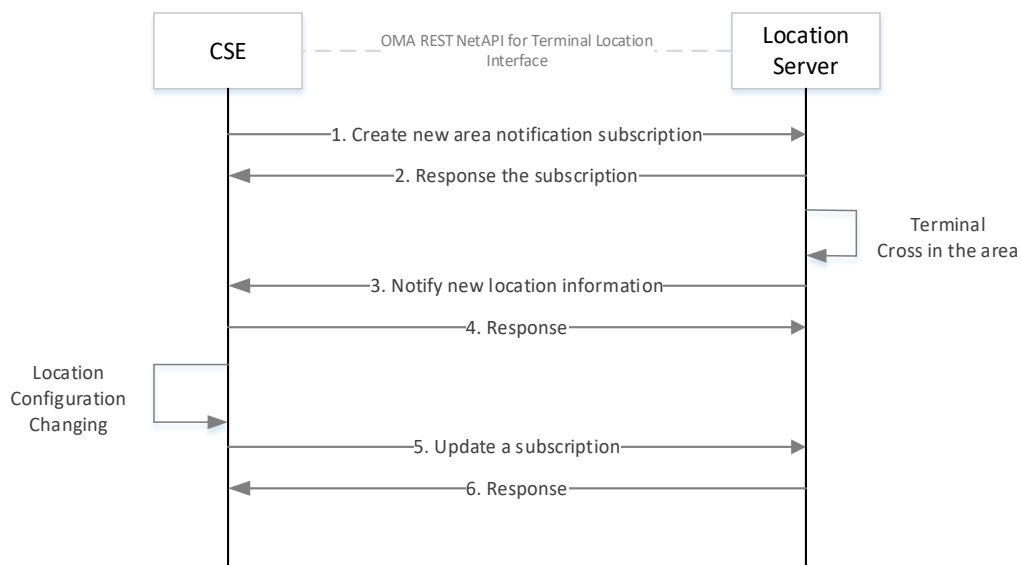 CSE
OMA REST NetAPI for Terminal Location
Interface
Location
Server
1. Create new area notification subscription
2. Response the subscription
Terminal
Cross in the area
3. Notify new location information
4. Response
Location
Configuration
Changing
5. Update a subscription
6. Response